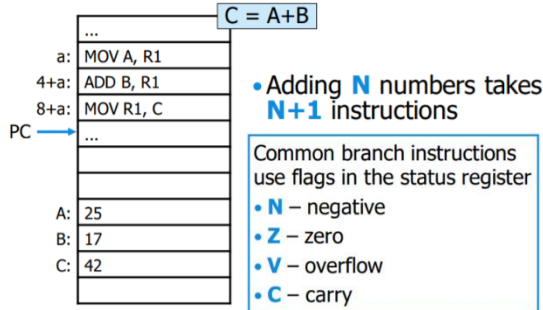 C = A+B
...
a: MOV A, R1
4+a: ADD B, R1
8+a: MOV R1, C
PC ...
A: 25
B: 17
C: 42
• Adding N numbers takes
N+1 instructions
Common branch instructions
use flags in the status register
• N – negative
• Z – zero
• V – overflow
• C – carry